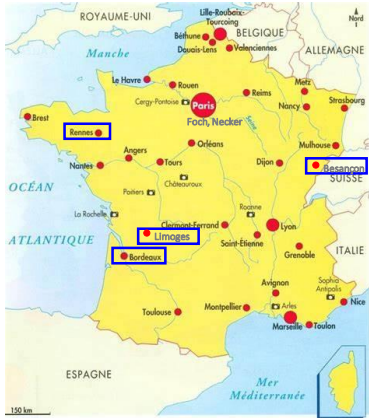 ROYAUME-UNI
Lille-Roubaix-
Tourcoing
Nord
BELGIQUE
Béthune
Douais-Lens
Valenciennes
ALLEMAGNE
Manche
Le Havre
Rouen
Reims
Metz
Cergy-Pontoise
Paris
Nancy
Strasbourg
Foch, Necker
Brest
Rennes
Seine
Orléans
Mulhouse
Angers
Tours
Dijon
Besançon
Nantes
SUISSE
Châteauroux
OCÉAN
Poitiers
La Rochelle
Roanne
Clermont-Ferrand
Lyon
ATLANTIQUE
Limoges
Saint-Étienne
ITALIE
Bordeaux
Grenoble
Avignon
Sophia
Antipolis
Arles
Nice
Toulouse
Montpellier
Marseille
Toulon
ESPAGNE
Mer
Méditerranée
150 km